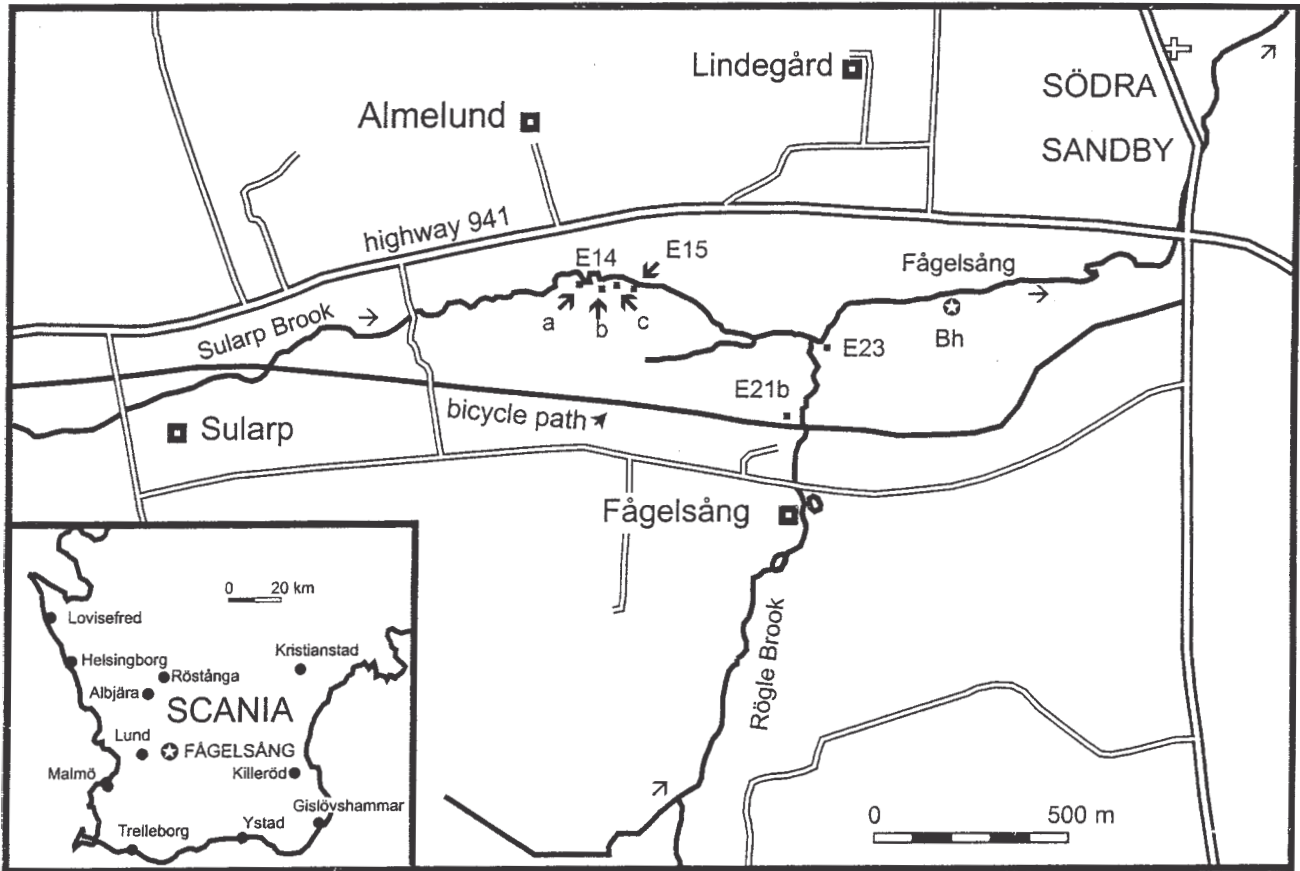 Lindegård
SÖDRA
SANDBY
Almelund
highway 941
E14
E15
Fågelsång
Sularp Brook
a
b
c
Bh
E23
E21b
bicycle path
Sularp
Fågelsång
Rögle Brook
0 500 m
0 20 km
Lovisefred
Helsingborg
Kristianstad
Röstånga
Albjära
SCANIA
Lund
FÅGELSÅNG
Malmö
Killeröd
Gislövshammar
Trelleborg
Ystad